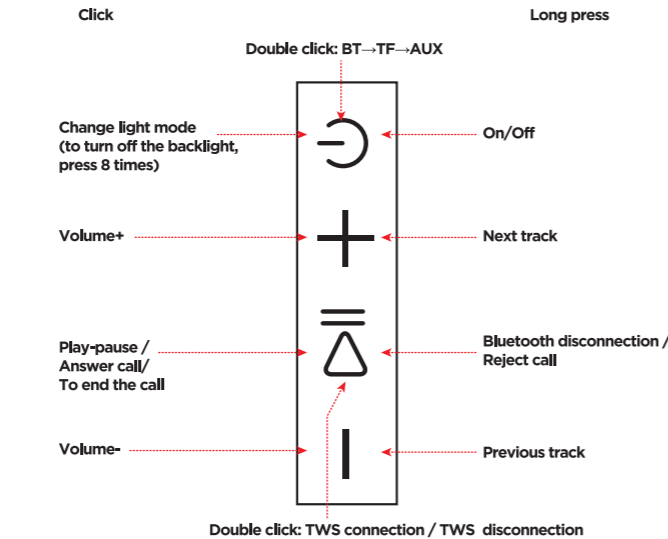 Click
Long press
Double click: BT→TF→AUX
Change light mode
(to turn off the backlight,
press 8 times)
On/Off
Volume+
Next track
Play-pause /
Answer call/
To end the call
Bluetooth disconnection /
Reject call
Volume-
Previous track
Double click: TWS connection / TWS disconnection